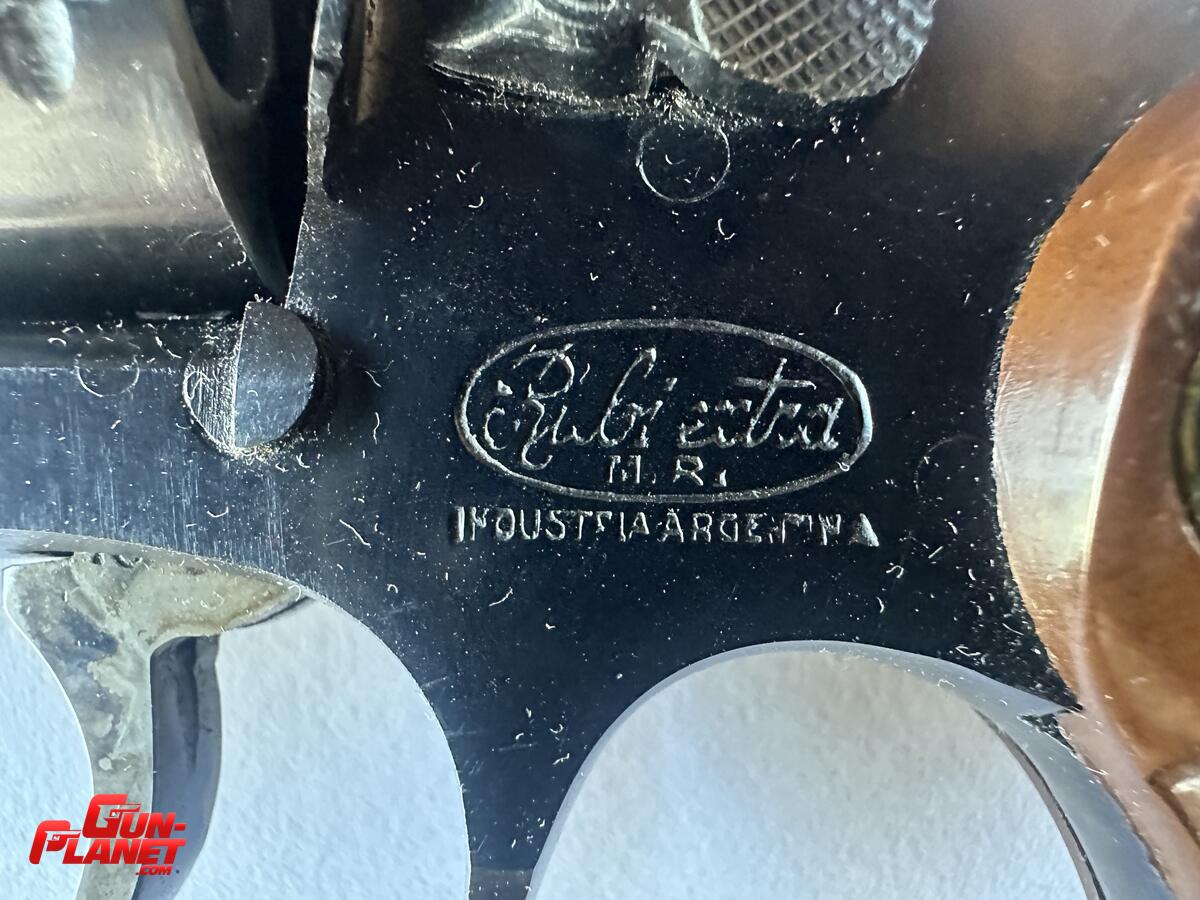 Rubi extra
M. R.
INDUSTRIA ARGENTINA
GUN-
PLANET
.COM